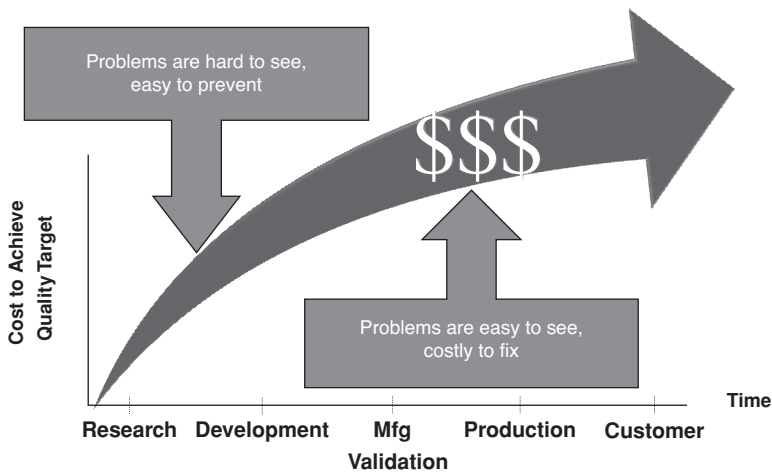 Problems are hard to see,
easy to prevent
$$$
Cost to Achieve
Quality Target
Problems are easy to see,
costly to fix
Time
Research Development Mfg Production Customer
Validation